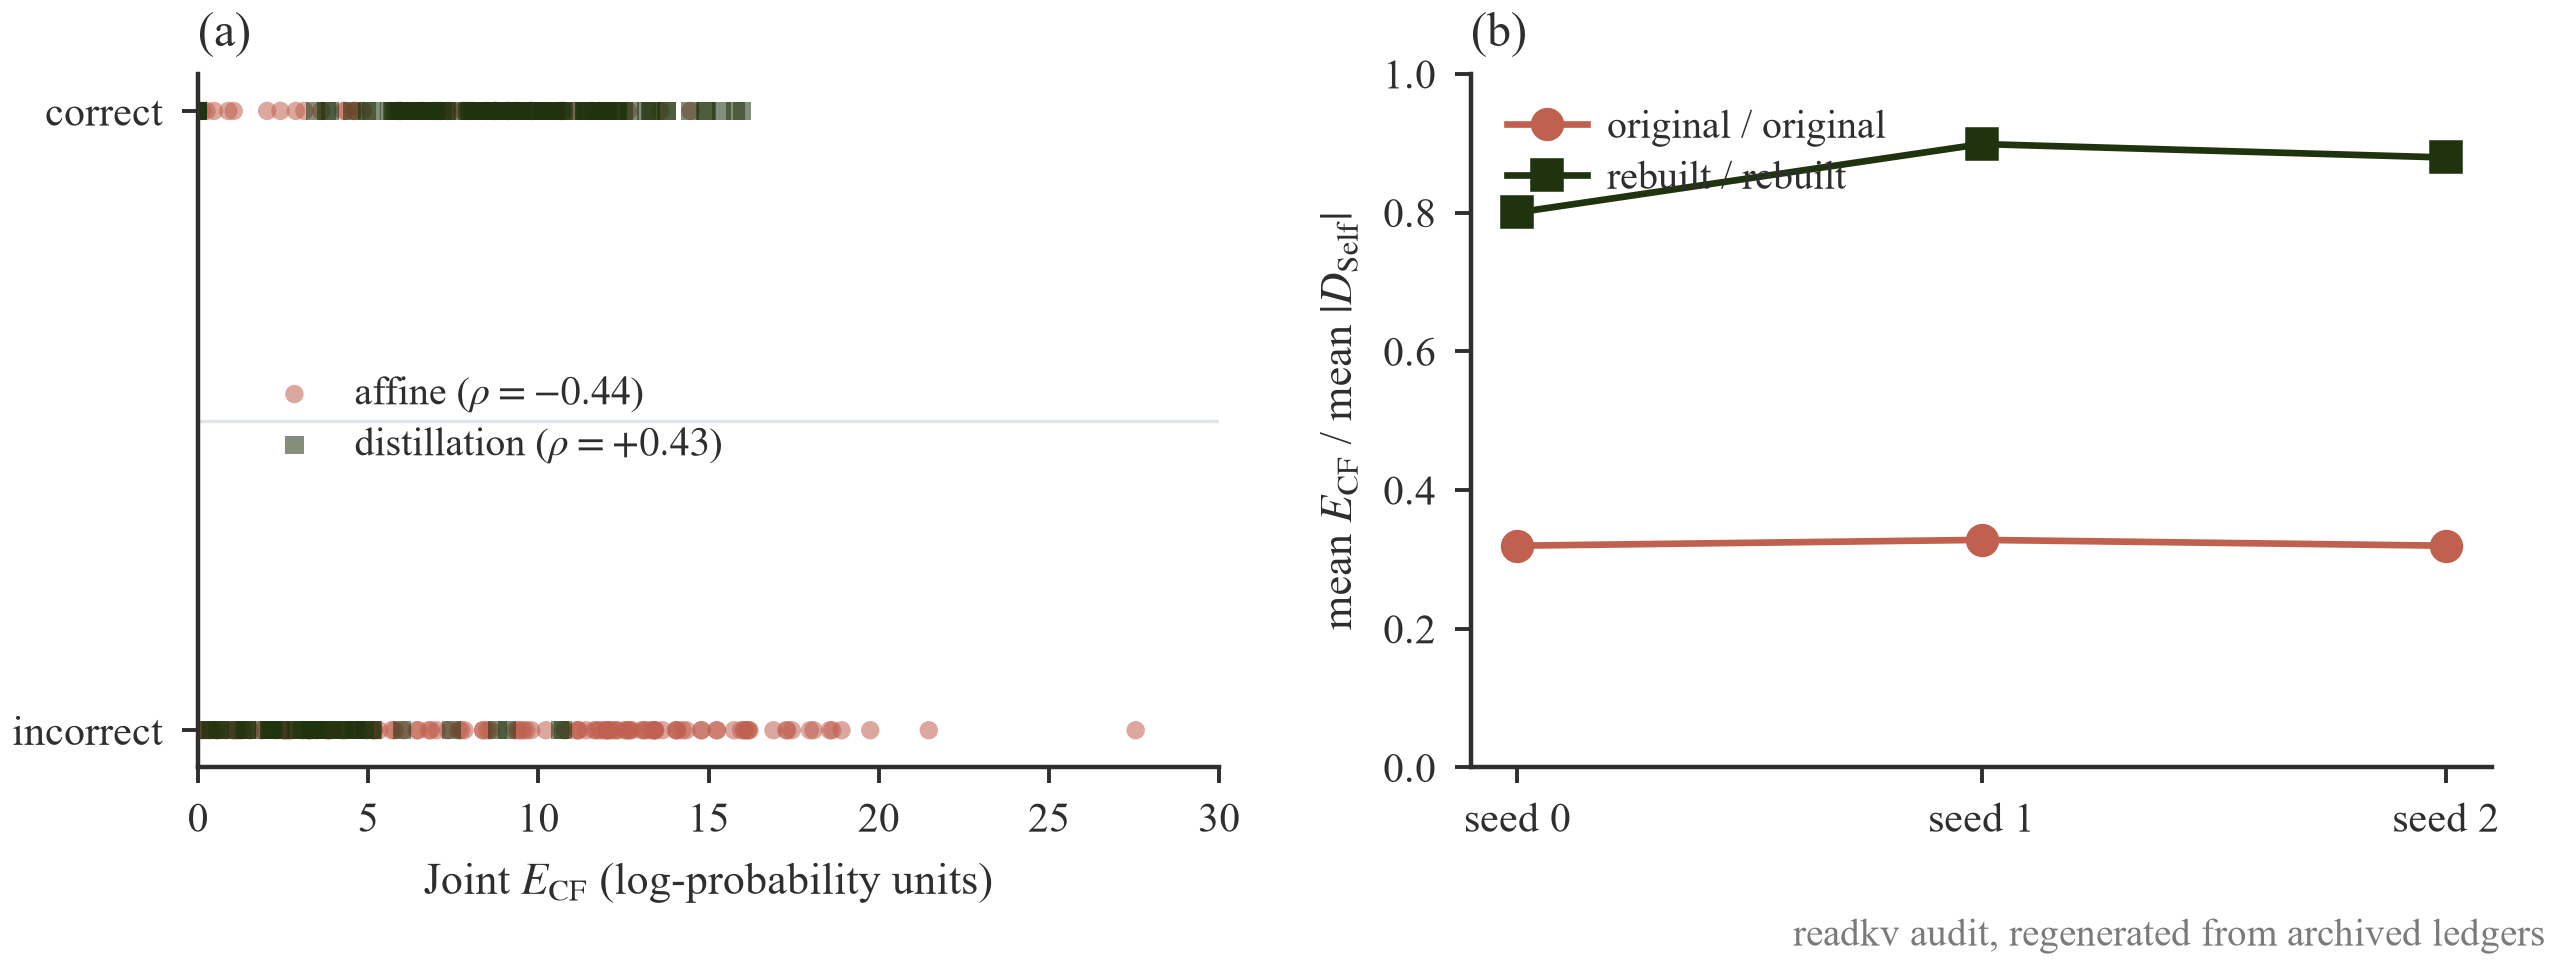 (a)
correct
affine (ρ = −0.44)
distillation (ρ = +0.43)
incorrect
0 5 10 15 20 25 30
Joint E_CF (log-probability units)
(b)
1.0
original / original
rebuilt / rebuilt
0.8
0.6
0.4
0.2
0.0
mean E_CF / mean |D_Self|
seed 0 seed 1 seed 2
readkv audit, regenerated from archived ledgers